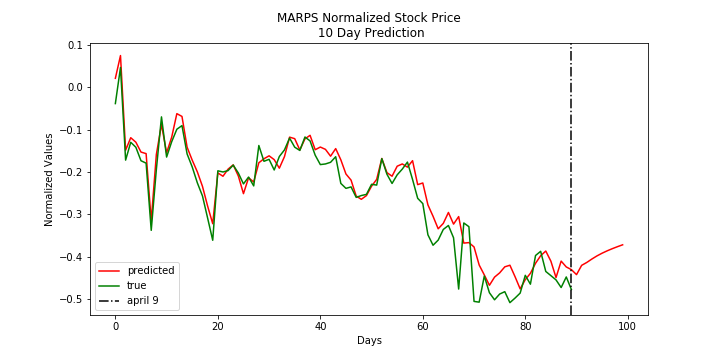 MARPS Normalized Stock Price
10 Day Prediction
0.1
0.0
−0.1
−0.2
−0.3
−0.4
−0.5
Normalized Values
predicted
true
april 9
0 20 40 60 80 100
Days